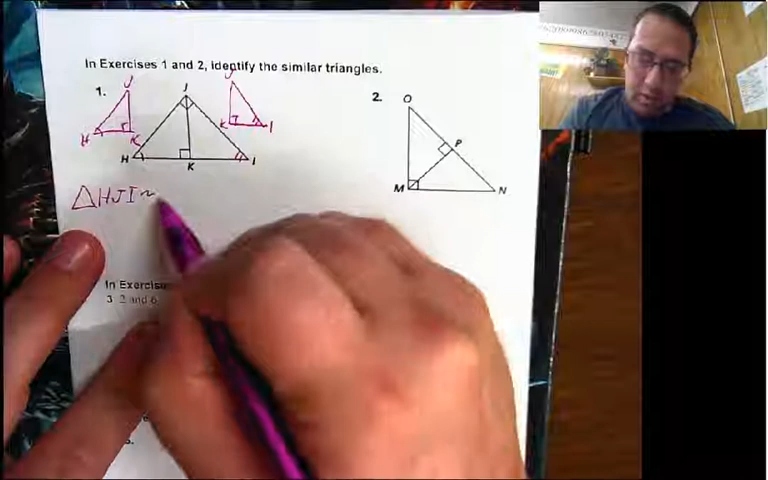 In Exercises 1 and 2, identify the similar triangles.
1.
J
H
K
J
H
K
I
J
K
I
2.
O
P
M
N
△HJI~
In Exercis
3 2 and 6